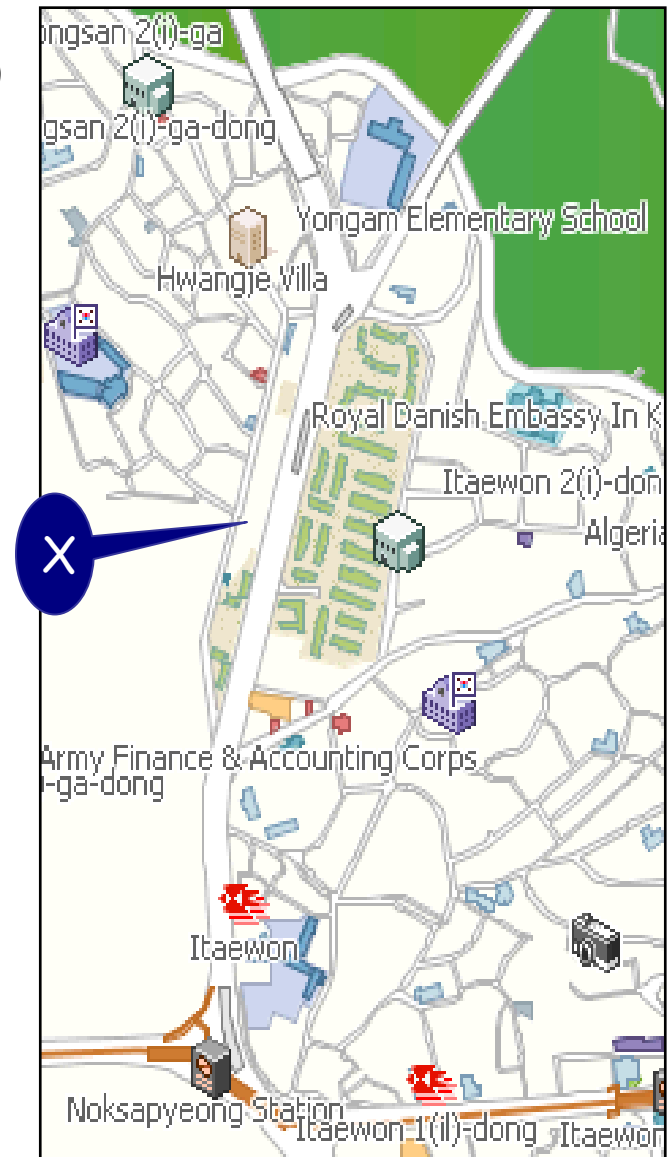 ongsan 2(i)-ga
gsan 2(i)-ga-dong
Yongam Elementary School
Hwangje Villa
Royal Danish Embassy In K
Itaewon 2(i)-don
Algeria
X
Army Finance & Accounting Corps
)-ga-dong
Itaewon
Noksapyeong Station
Itaewon 1(il)-dong
Itaewon